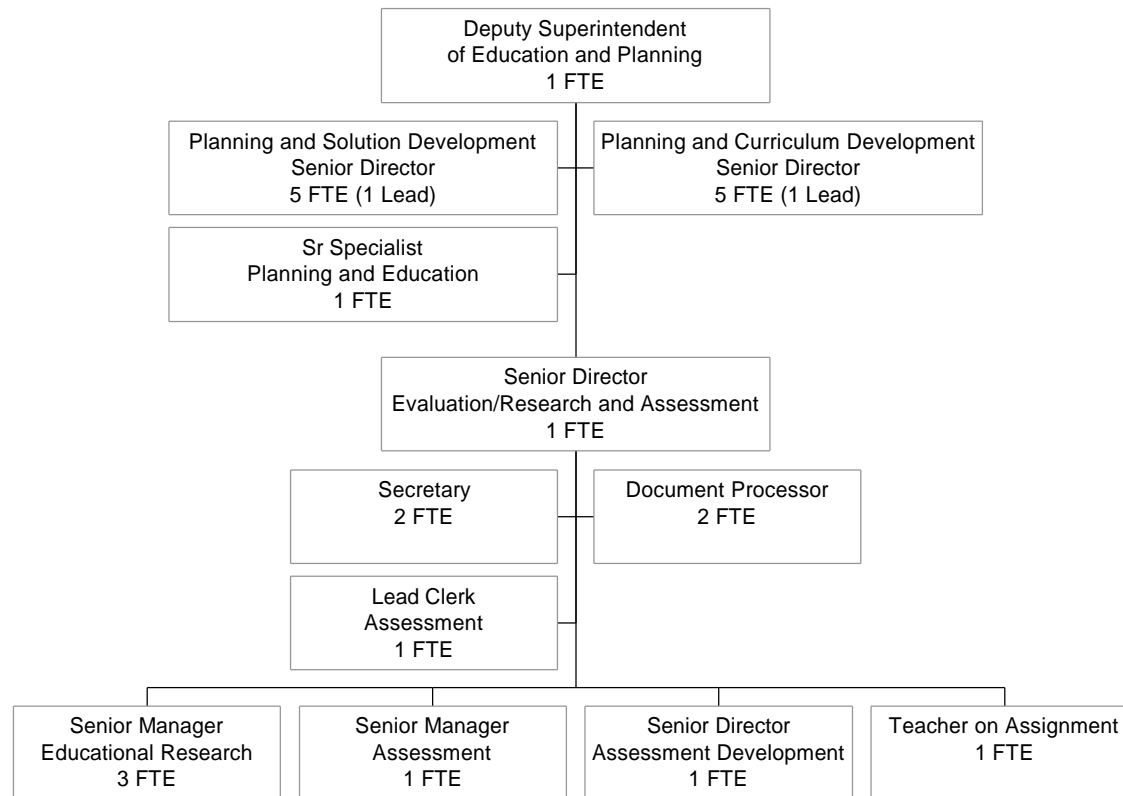 Deputy Superintendent
of Education and Planning
1 FTE
Planning and Solution Development
Senior Director
5 FTE (1 Lead)
Planning and Curriculum Development
Senior Director
5 FTE (1 Lead)
Sr Specialist
Planning and Education
1 FTE
Senior Director
Evaluation/Research and Assessment
1 FTE
Secretary
2 FTE
Document Processor
2 FTE
Lead Clerk
Assessment
1 FTE
Senior Manager
Educational Research
3 FTE
Senior Manager
Assessment
1 FTE
Senior Director
Assessment Development
1 FTE
Teacher on Assignment
1 FTE